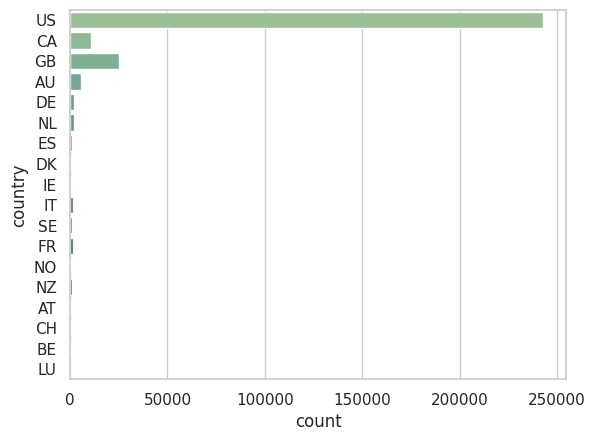 US
CA
GB
AU
DE
NL
ES
DK
IE
IT
SE
FR
NO
NZ
AT
CH
BE
LU
country
0 50000 100000 150000 200000 250000
count